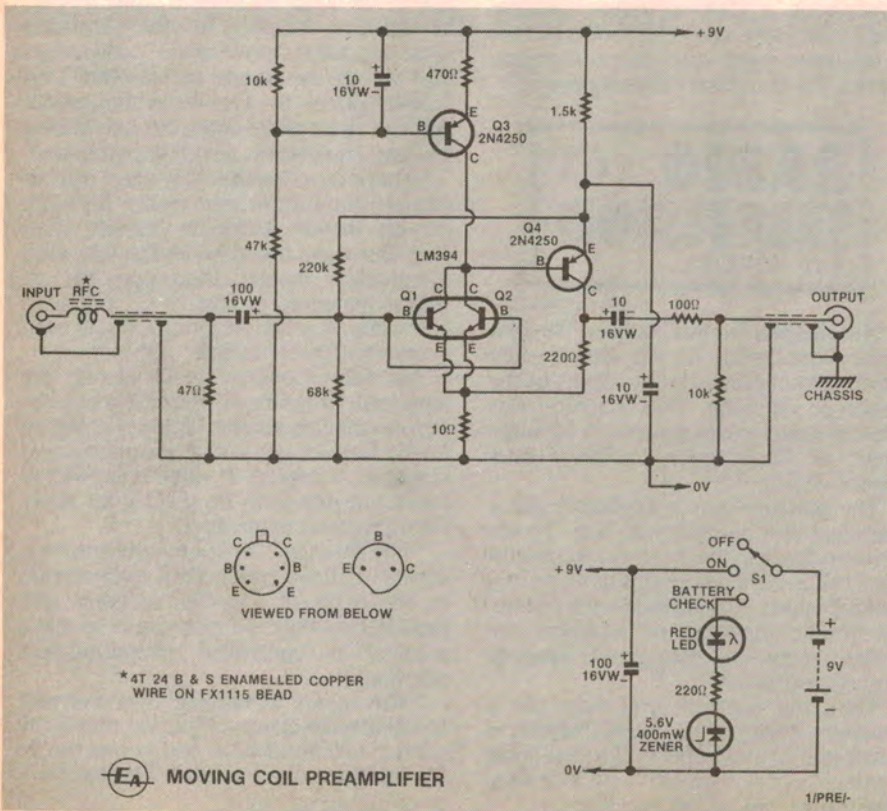 +9V
10k
+
10
16VW
-
470Ω
E
B
Q3
2N4250
C
1.5k
47k
220k
LM394
Q4
2N4250
E
B
C
INPUT
*
RFC
100
16VW
- +
C C
Q1 Q2
B B
E E
+ 10 -
16VW
100Ω
OUTPUT
47Ω
68k
220Ω
+
10
16VW
-
10k
CHASSIS
10Ω
0V
C C
B B
E E
B
E C
VIEWED FROM BELOW
OFF
+9V
ON
S1
BATTERY
CHECK
RED
LED
λ
+
100
16VW
-
220Ω
+
9V
-
5.6V
400mW
ZENER
0V
*4T 24 B & S ENAMELLED COPPER
WIRE ON FX1115 BEAD
EA MOVING COIL PREAMPLIFIER
1/PRE/-